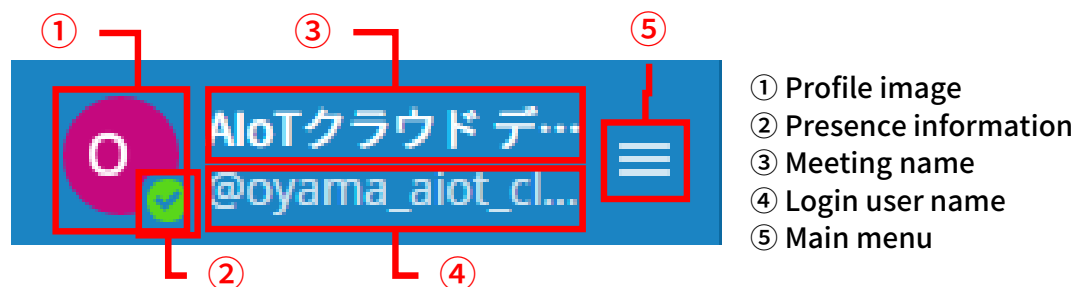 ① ③ ⑤
O
AIoTクラウド デ…
@oyama_aiot_cl...
② ④
① Profile image
② Presence information
③ Meeting name
④ Login user name
⑤ Main menu